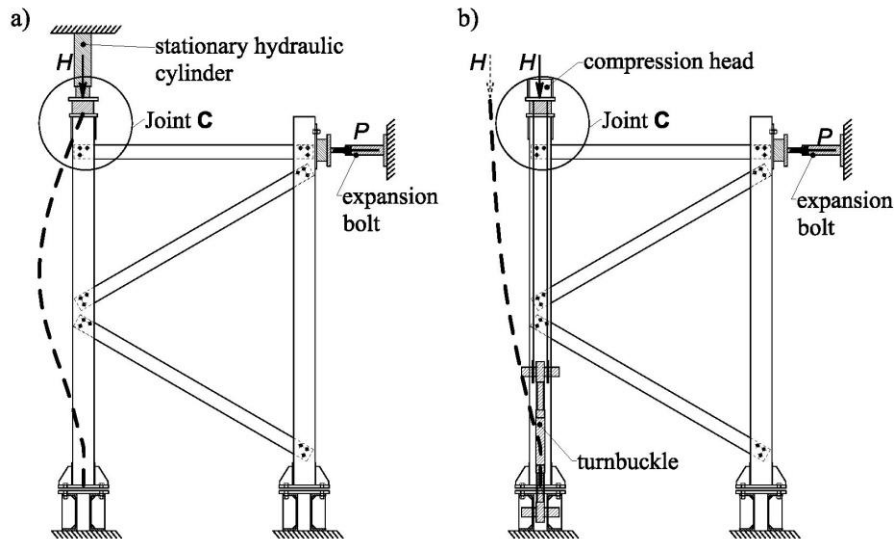 a)
stationary hydraulic
cylinder
H
Joint C
P
expansion
bolt
b)
H
H
compression head
Joint C
P
expansion
bolt
turnbuckle